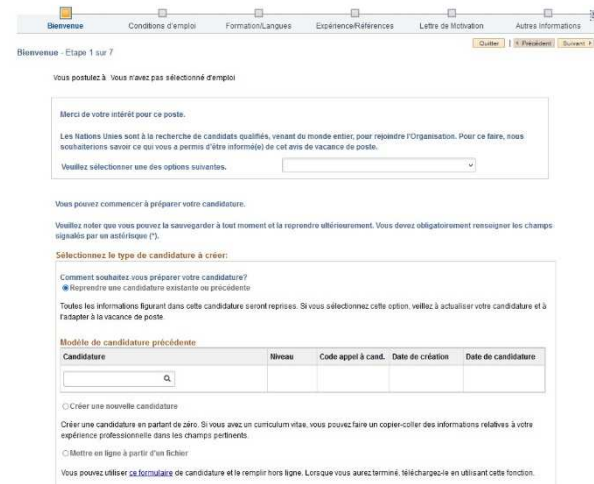 Bienvenue
Conditions d'emploi
Formation/Langues
Expérience/Références
Lettre de Motivation
Autres Informations
Quitter | Précédent Suivant
Bienvenue - Etape 1 sur 7
Vous postulez à Vous n'avez pas sélectionné d'emploi
Merci de votre intérêt pour ce poste.
Les Nations Unies sont à la recherche de candidats qualifiés, venant du monde entier, pour rejoindre l'Organisation. Pour ce faire, nous
souhaiterions savoir ce qui vous a permis d'être informé(e) de cet avis de vacance de poste.
Veuillez sélectionner une des options suivantes.
Vous pouvez commencer à préparer votre candidature.
Veuillez noter que vous pouvez la sauvegarder à tout moment et la reprendre ultérieurement. Vous devez obligatoirement renseigner les champs
signalés par un astérisque (*).
Sélectionnez le type de candidature à créer:
Comment souhaitez-vous préparer votre candidature?
Reprendre une candidature existante ou précédente
Toutes les informations figurant dans cette candidature seront reprises. Si vous sélectionnez cette option, veillez à actualiser votre candidature et à
l'adapter à la vacance de poste.
Modèle de candidature précédente
Candidature Niveau Code appel à cand. Date de création Date de candidature
Créer une nouvelle candidature
Créer une candidature en partant de zéro. Si vous avez un curriculum vitae, vous pouvez faire un copier-coller des informations relatives à votre
expérience professionnelle dans les champs pertinents.
Mettre en ligne à partir d'un fichier
Vous pouvez utiliser ce formulaire de candidature et le remplir hors ligne. Lorsque vous aurez terminé, téléchargez-le en utilisant cette fonction.